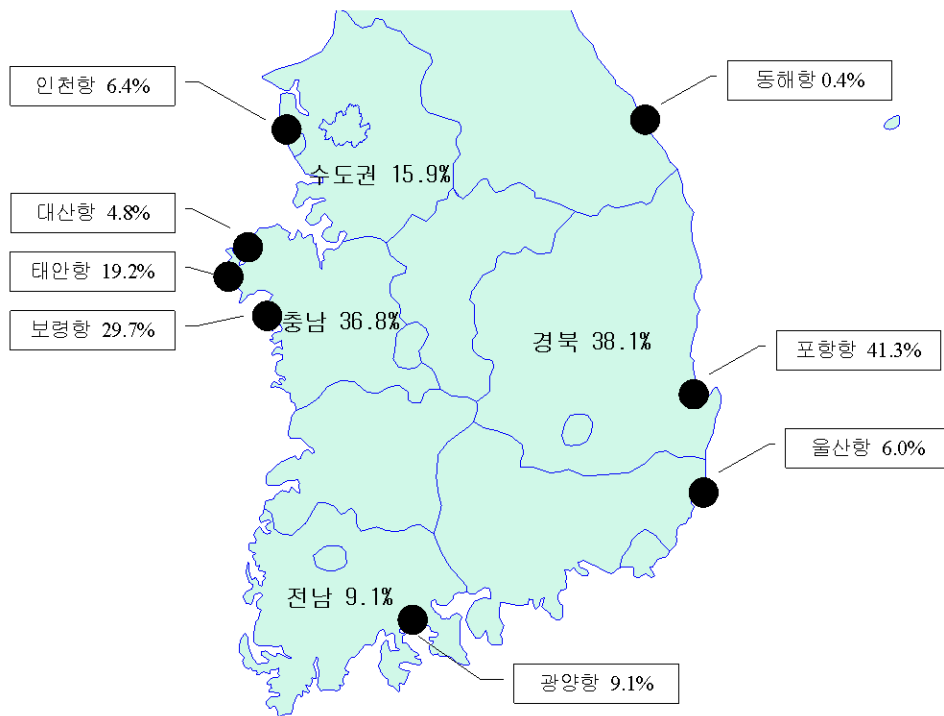 인천항 6.4%
동해항 0.4%
수도권 15.9%
대산항 4.8%
태안항 19.2%
보령항 29.7%
충남 36.8%
경북 38.1%
포항항 41.3%
울산항 6.0%
전남 9.1%
광양항 9.1%